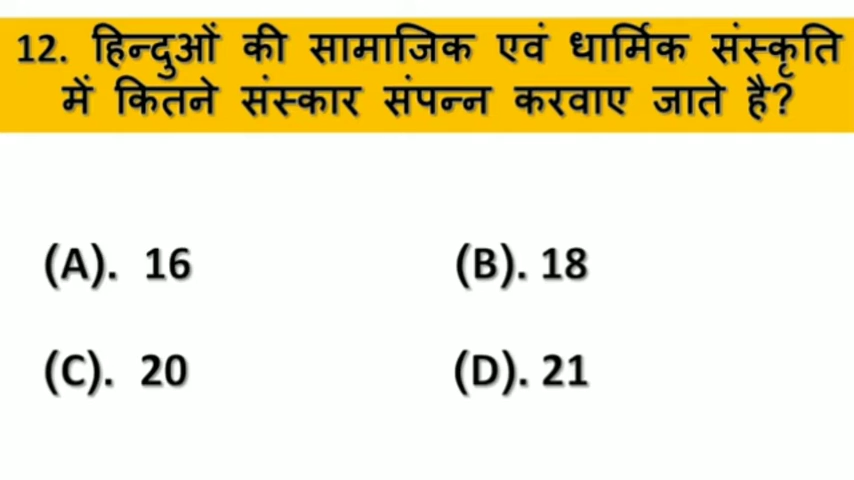 12. हिन्दुओं की सामाजिक एवं धार्मिक संस्कृति
में कितने संस्कार संपन्न करवाए जाते है?
(A). 16 (B). 18
(C). 20 (D). 21